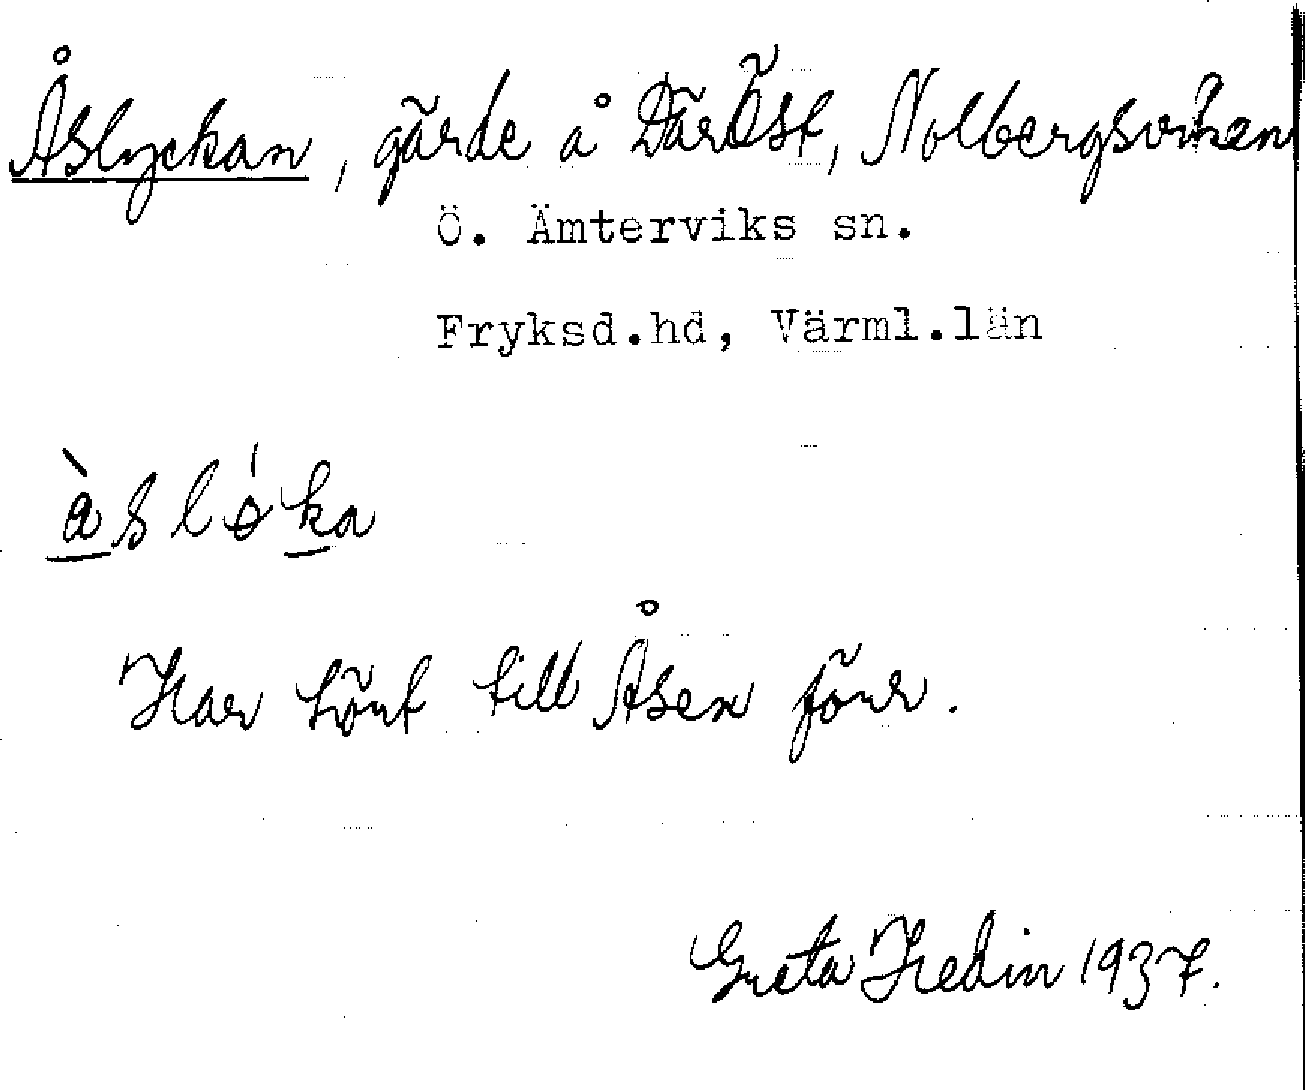 Åslyckan, gärde å Där Öst, Nolbergsviken
Ö. Ämterviks sn.
Fryksd.hd, Värml.län
àsløka
Har hört till Åsen förr.
Greta Hedin 1937.